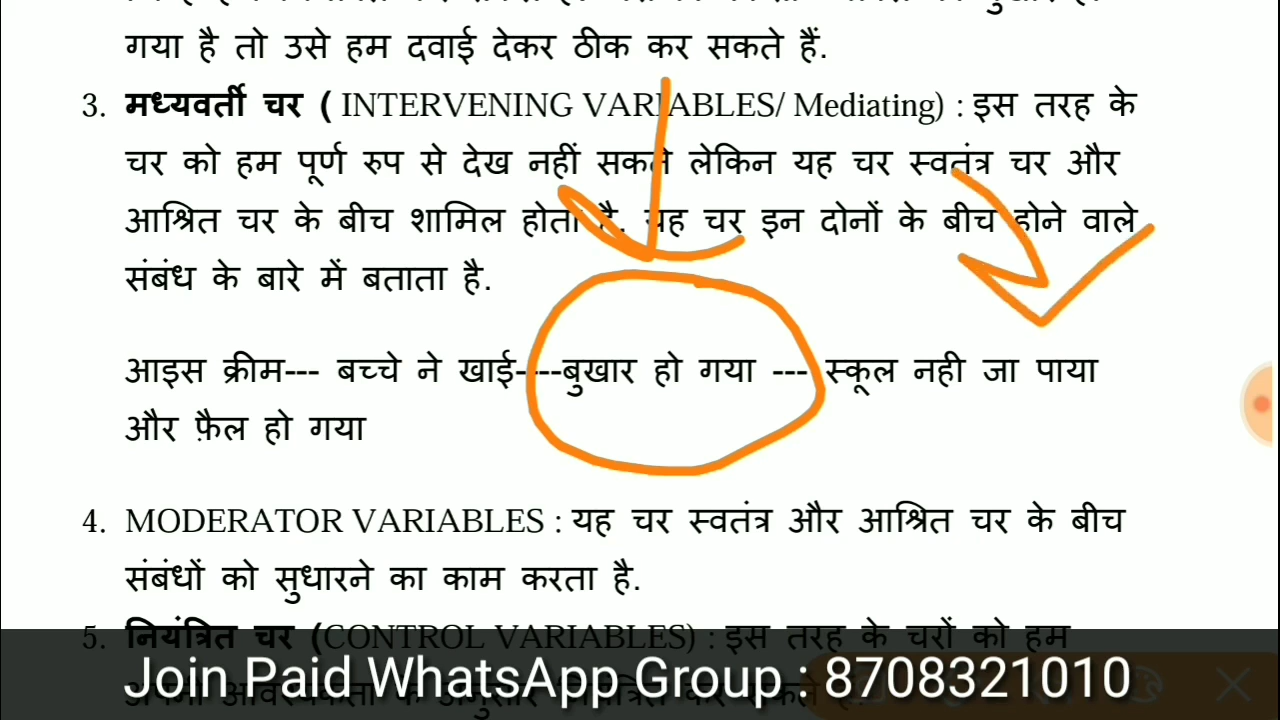 गया है तो उसे हम दवाई देकर ठीक कर सकते हैं.
3. मध्यवर्ती चर ( INTERVENING VARIABLES/ Mediating) : इस तरह के
चर को हम पूर्ण रुप से देख नहीं सकते लेकिन यह चर स्वतंत्र चर और
आश्रित चर के बीच शामिल होता है. यह चर इन दोनों के बीच होने वाले
संबंध के बारे में बताता है.
आइस क्रीम--- बच्चे ने खाई----बुखार हो गया --- स्कूल नही जा पाया
और फ़ैल हो गया
4. MODERATOR VARIABLES : यह चर स्वतंत्र और आश्रित चर के बीच
संबंधों को सुधारने का काम करता है.
5. नियंत्रित चर (CONTROL VARIABLES) : इस तरह के चरों को हम
Join Paid WhatsApp Group : 8708321010